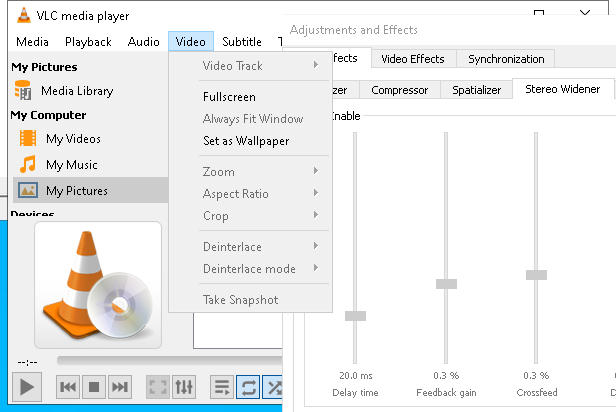 VLC media player
Media Playback Audio Video Subtitle
My Pictures
Media Library
My Computer
My Videos
My Music
My Pictures
Devices
--:--
Video Track
Fullscreen
Always Fit Window
Set as Wallpaper
Zoom
Aspect Ratio
Crop
Deinterlace
Deinterlace mode
Take Snapshot
Adjustments and Effects
ffects Video Effects Synchronization
zer Compressor Spatializer Stereo Widener
Enable
20.0 ms 0.3 % 0.3 %
Delay time Feedback gain Crossfeed D